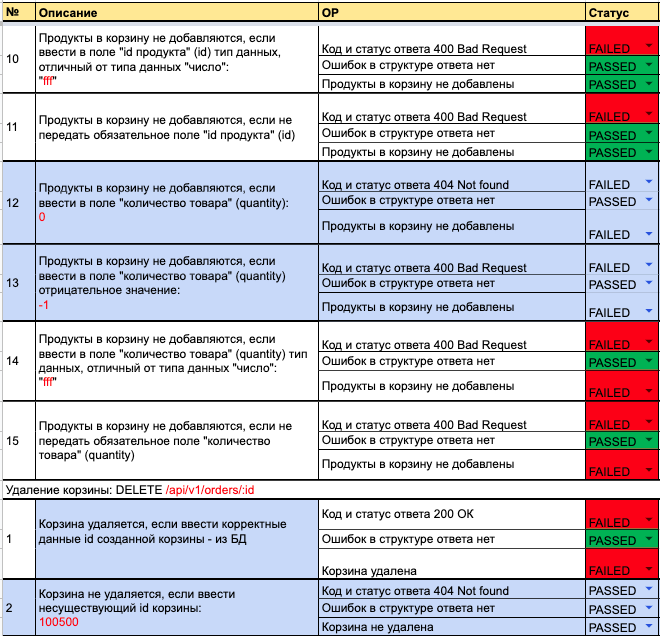 № Описание ОР Статус
10
Продукты в корзину не добавляются, если
ввести в поле "id продукта" (id) тип данных,
отличный от типа данных "число":
"fff"
Код и статус ответа 400 Bad Request FAILED
Ошибок в структуре ответа нет PASSED
Продукты в корзину не добавлены PASSED
11
Продукты в корзину не добавляются, если не
передать обязательное поле "id продукта" (id)
Код и статус ответа 400 Bad Request FAILED
Ошибок в структуре ответа нет PASSED
Продукты в корзину не добавлены PASSED
12
Продукты в корзину не добавляются, если
ввести в поле "количество товара" (quantity):
0
Код и статус ответа 404 Not found FAILED
Ошибок в структуре ответа нет PASSED
Продукты в корзину не добавлены FAILED
13
Продукты в корзину не добавляются, если
ввести в поле "количество товара" (quantity)
отрицательное значение:
-1
Код и статус ответа 400 Bad Request FAILED
Ошибок в структуре ответа нет PASSED
Продукты в корзину не добавлены FAILED
14
Продукты в корзину не добавляются, если
ввести в поле "количество товара" (quantity) тип
данных, отличный от типа данных "число":
"fff"
Код и статус ответа 400 Bad Request FAILED
Ошибок в структуре ответа нет PASSED
Продукты в корзину не добавлены FAILED
15
Продукты в корзину не добавляются, если не
передать обязательное поле "количество
товара" (quantity)
Код и статус ответа 400 Bad Request FAILED
Ошибок в структуре ответа нет PASSED
Продукты в корзину не добавлены FAILED
Удаление корзины: DELETE /api/v1/orders/:id
1
Корзина удаляется, если ввести корректные
данные id созданной корзины - из БД
Код и статус ответа 200 ОК FAILED
Ошибок в структуре ответа нет PASSED
Корзина удалена FAILED
2
Корзина не удаляется, если ввести
несуществующий id корзины:
100500
Код и статус ответа 404 Not found PASSED
Ошибок в структуре ответа нет PASSED
Корзина не удалена PASSED